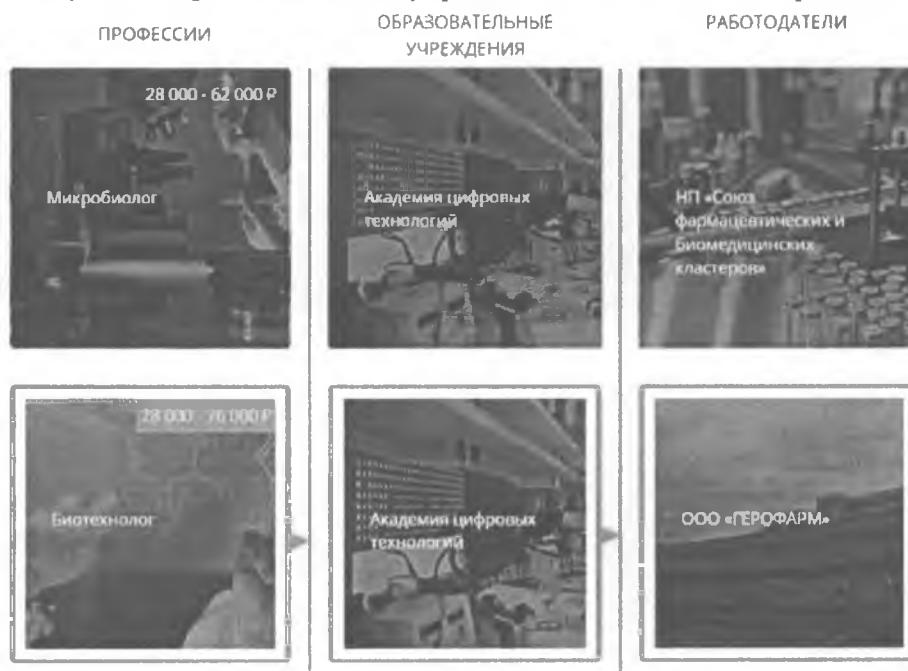 ПРОФЕССИИ
ОБРАЗОВАТЕЛЬНЫЕ
УЧРЕЖДЕНИЯ
РАБОТОДАТЕЛИ
28 000 - 62 000 ₽
Микробиолог
Академия цифровых
технологий
НП «Союз
фармацевтических и
биомедицинских
кластеров»
28 000 - 76 000 ₽
Биотехнолог
Академия цифровых
технологий
ООО «ГЕРОФАРМ»